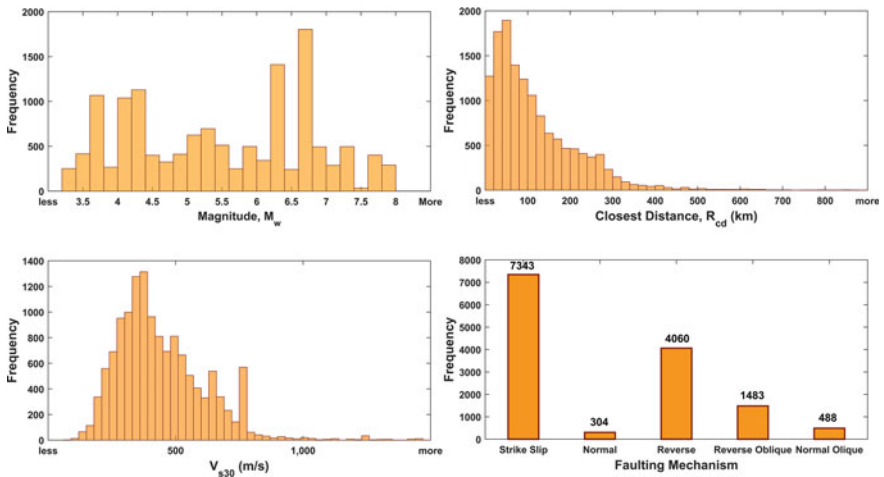 2000
1500
1000
500
0
Frequency
less 3.5 4 4.5 5 5.5 6 6.5 7 7.5 8 More
Magnitude, Mw
2000
1500
1000
500
0
Frequency
less 100 200 300 400 500 600 700 800 more
Closest Distance, Rcd (km)
1400
1200
1000
800
600
400
200
0
Frequency
less 500 1,000 more
Vs30 (m/s)
8000
7000
6000
5000
4000
3000
2000
1000
0
Frequency
7343
304
4060
1483
488
Strike Slip Normal Reverse Reverse Oblique Normal Olique
Faulting Mechanism